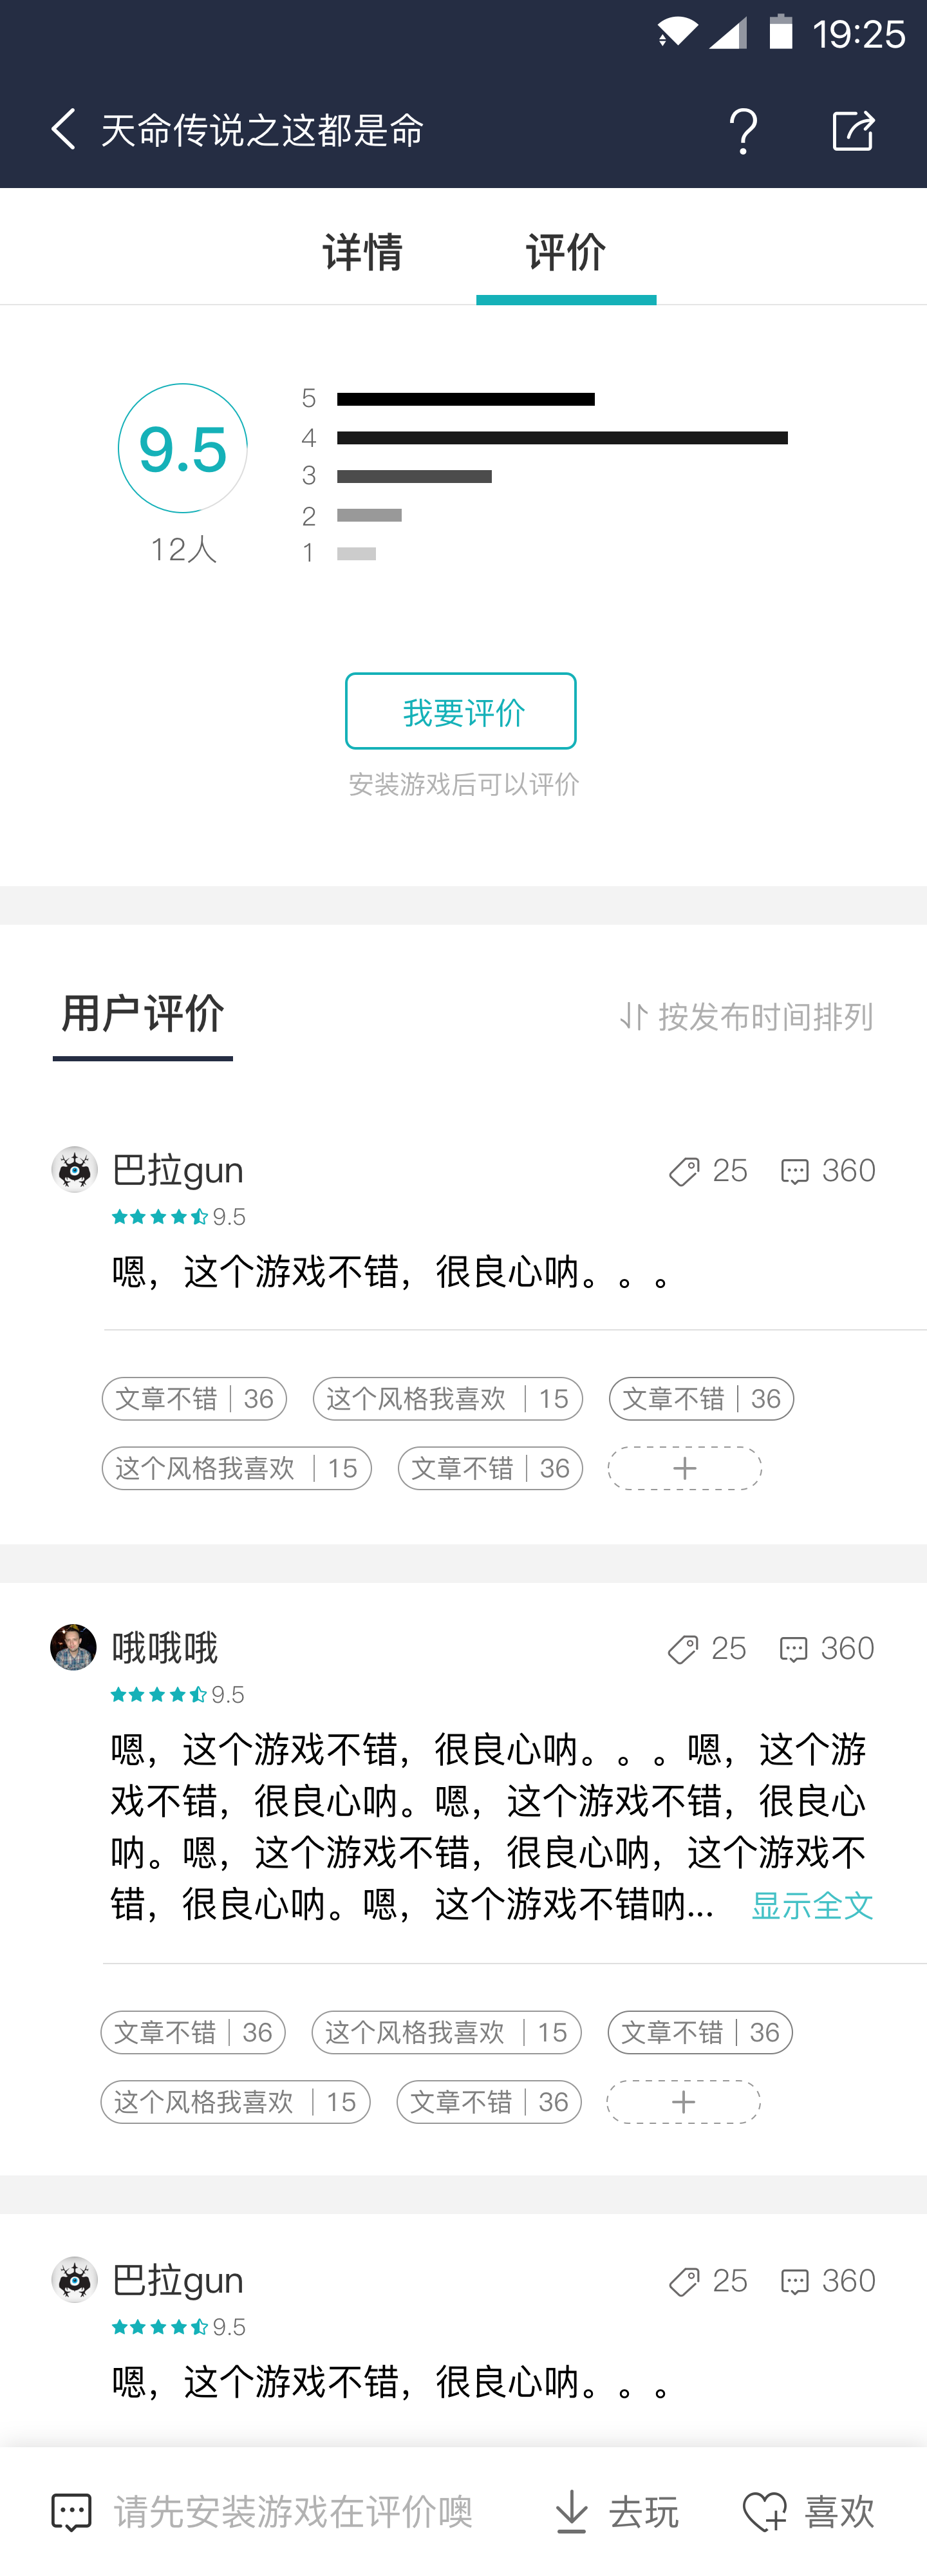 19:25
天命传说之这都是命
详情 评价
5
4
9.5
3
2
12人
1
我要评价
安装游戏后可以评价
用户评价 按发布时间排列
巴拉gun 25 360
9.5
嗯，这个游戏不错，很良心呐。。。
文章不错 | 36 这个风格我喜欢 | 15 文章不错 | 36
这个风格我喜欢 | 15 文章不错 | 36 +
哦哦哦 25 360
9.5
嗯，这个游戏不错，很良心呐。。。嗯，这个游
戏不错，很良心呐。嗯，这个游戏不错，很良心
呐。嗯，这个游戏不错，很良心呐，这个游戏不
错，很良心呐。嗯，这个游戏不错呐... 显示全文
文章不错 | 36 这个风格我喜欢 | 15 文章不错 | 36
这个风格我喜欢 | 15 文章不错 | 36 +
巴拉gun 25 360
9.5
嗯，这个游戏不错，很良心呐。。。
请先安装游戏在评价噢 去玩 喜欢